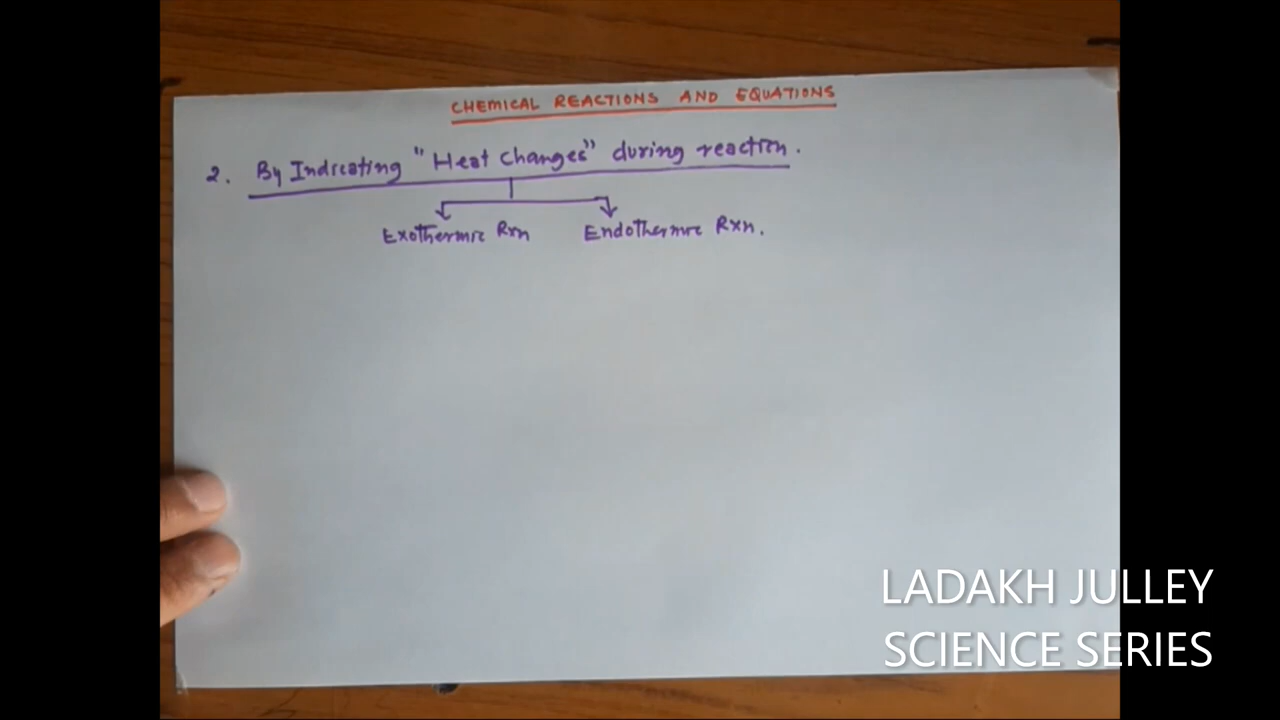 CHEMICAL REACTIONS AND EQUATIONS
2. By Indicating "Heat Changes" during reaction.
Exothermic Rxn Endothermic Rxn.
LADAKH JULLEY
SCIENCE SERIES